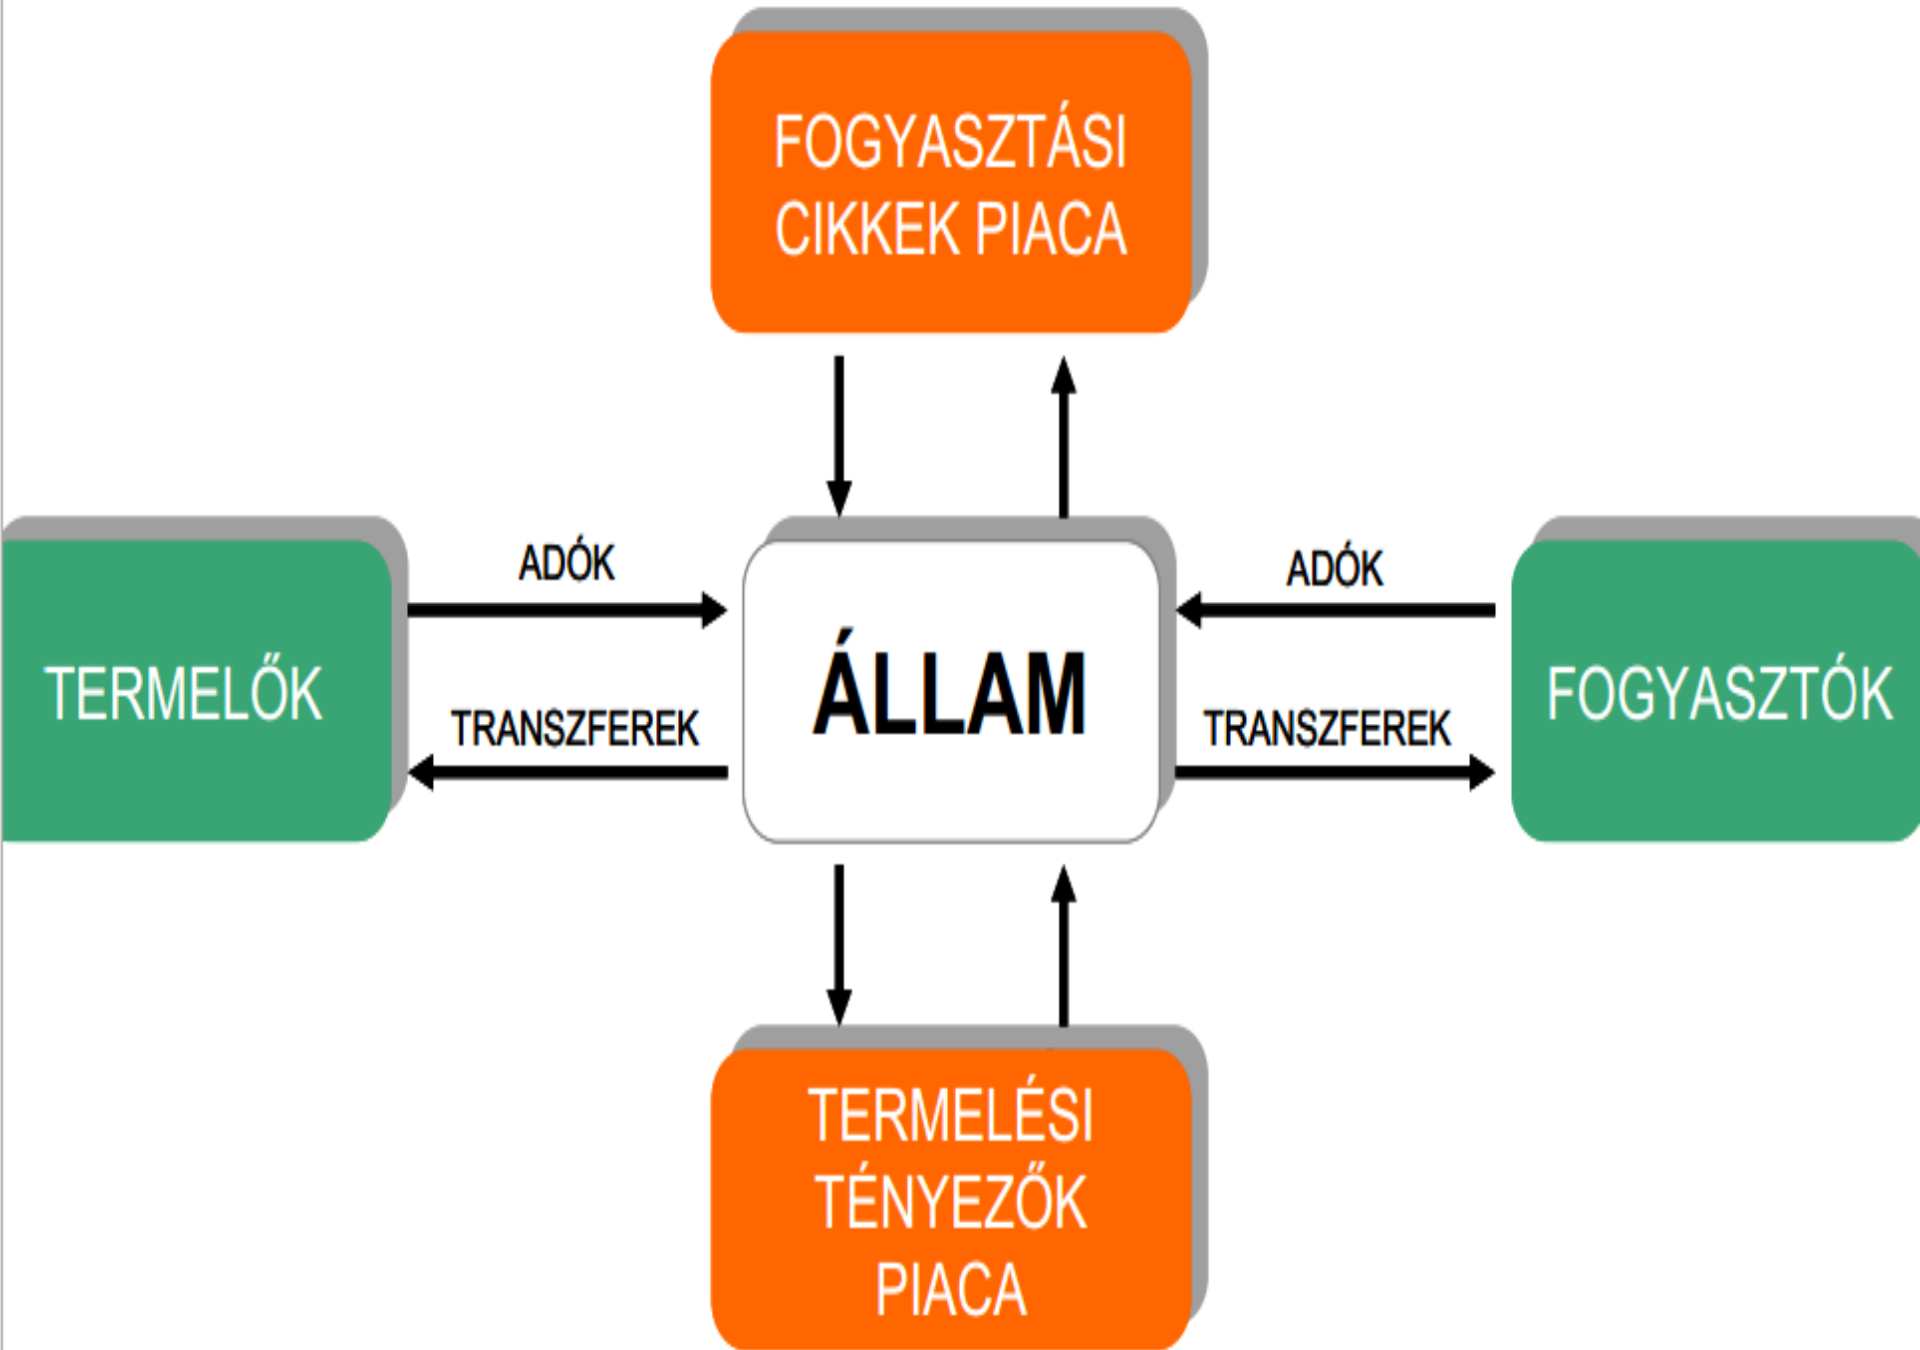 FOGYASZTÁSI
CIKKEK PIACA
ADÓK
ADÓK
TERMELŐK
ÁLLAM
FOGYASZTÓK
TRANSZFEREK
TRANSZFEREK
TERMELÉSI
TÉNYEZŐK
PIACA